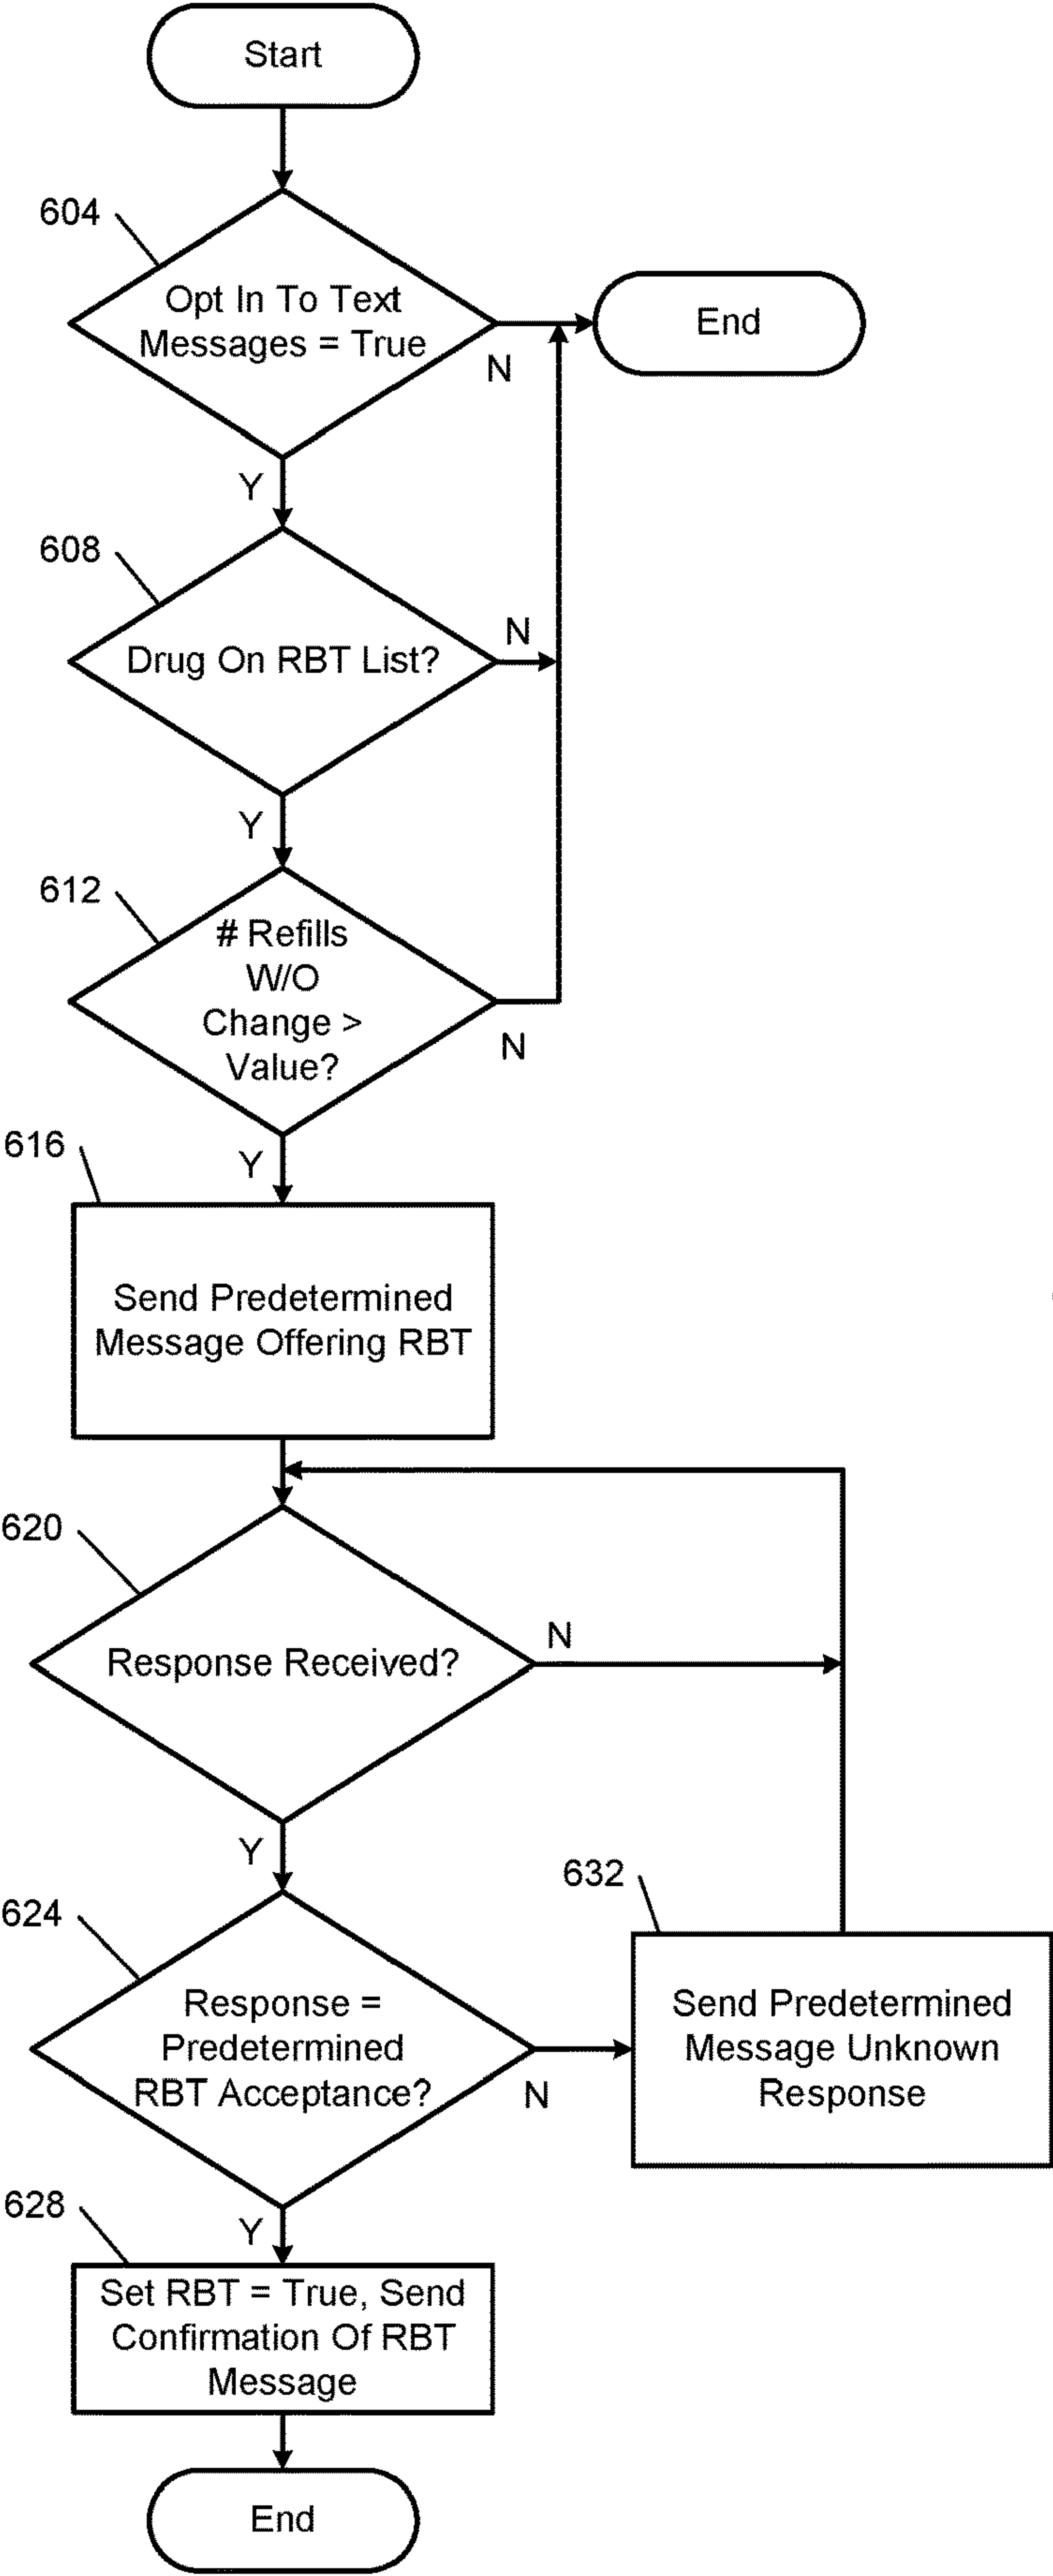 Start
604
Opt In To Text
Messages = True
N
End
Y
608
Drug On RBT List?
N
Y
612
# Refills
W/O
Change >
Value?
N
Y
616
Send Predetermined
Message Offering RBT
620
Response Received?
N
Y
624
Response =
Predetermined
RBT Acceptance?
N
632
Send Predetermined
Message Unknown
Response
Y
628
Set RBT = True, Send
Confirmation Of RBT
Message
End